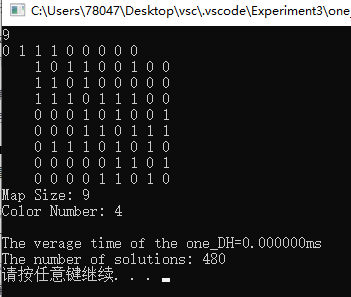 C:\Users\78047\Desktop\vsc\.vscode\Experiment3\one_
9
0 1 1 1 0 0 0 0 0
1 0 1 1 0 0 1 0 0
1 1 0 1 0 0 0 0 0
1 1 1 0 1 1 1 0 0
0 0 0 1 0 1 0 0 1
0 0 0 1 1 0 1 1 1
0 1 1 1 0 1 0 1 0
0 0 0 0 0 1 1 0 1
0 0 0 0 1 1 0 1 0
Map Size: 9
Color Number: 4
The verage time of the one_DH=0.000000ms
The number of solutions: 480
请按任意键继续. . .